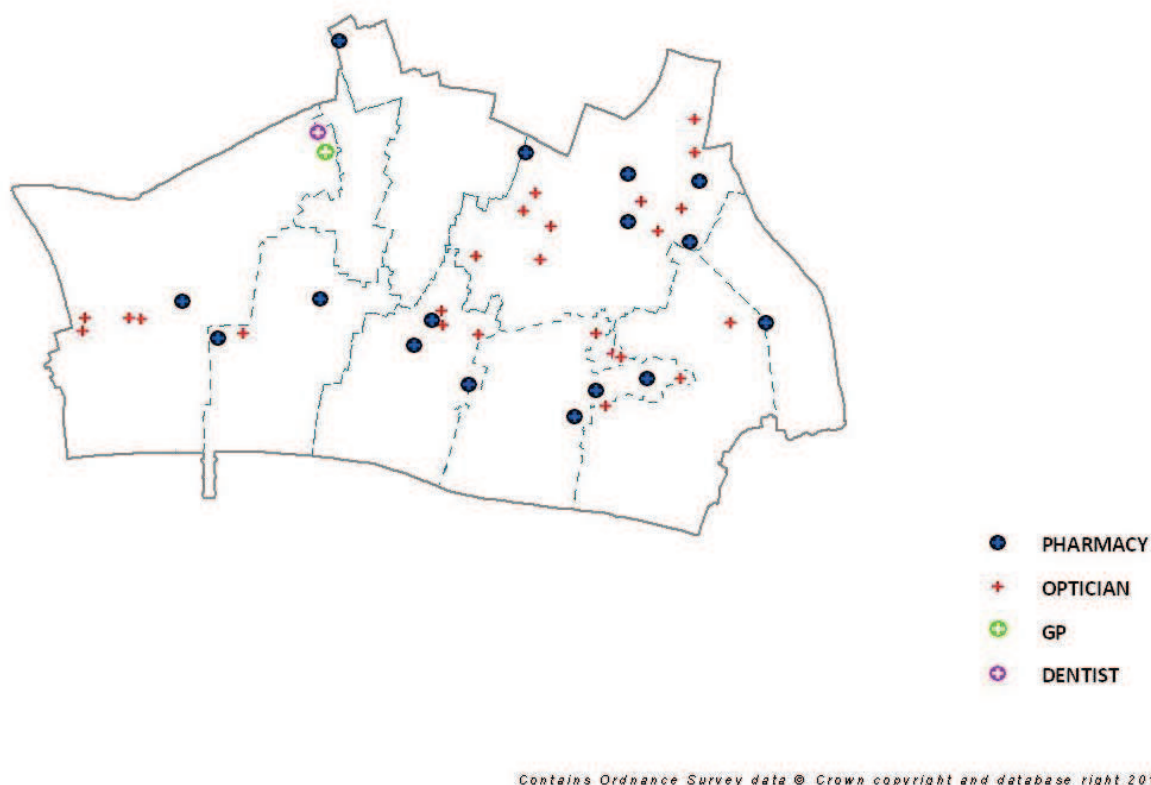 PHARMACY
OPTICIAN
GP
DENTIST
Contains Ordnance Survey data © Crown copyright and database right